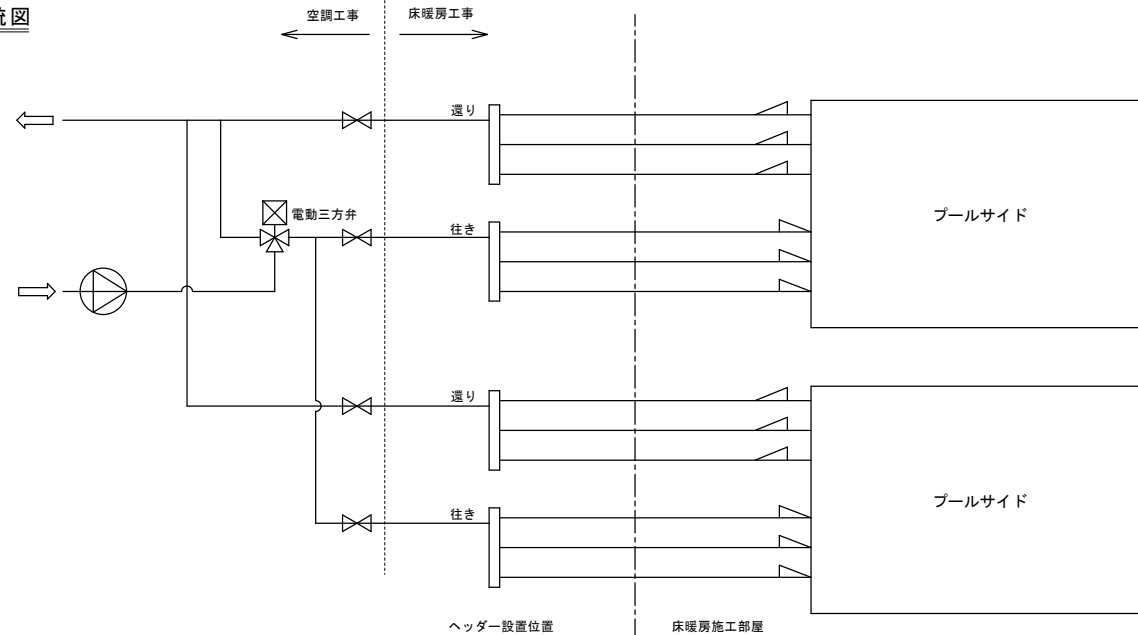 統図
空調工事
床暖房工事
還り
電動三方弁
往き
プールサイド
還り
往き
プールサイド
ヘッダー設置位置
床暖房施工部屋